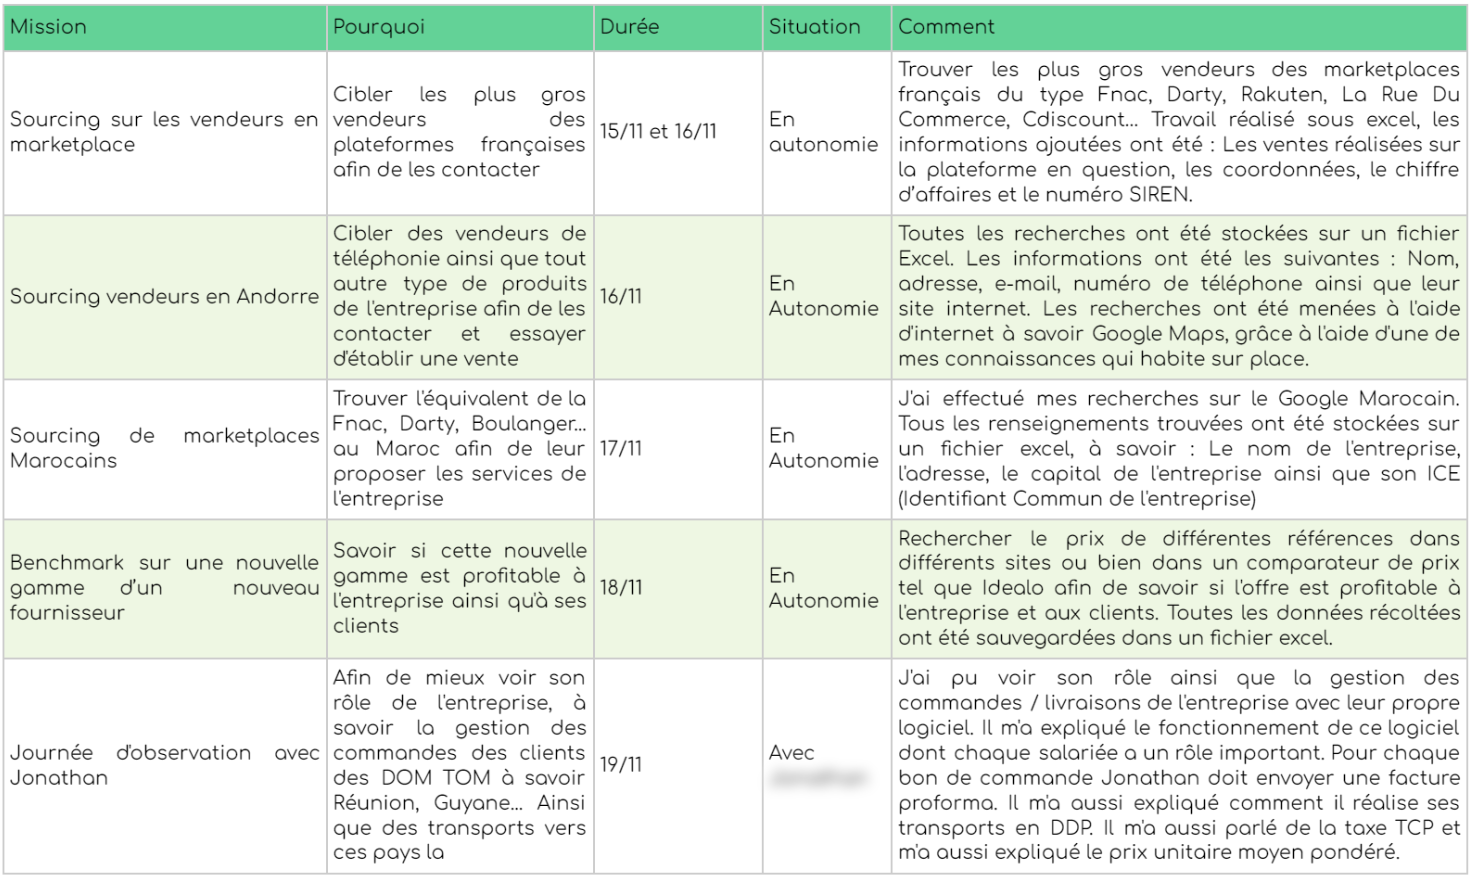 Mission Pourquoi Durée Situation Comment
Sourcing sur les vendeurs en
marketplace
Cibler les plus gros
vendeurs des
plateformes françaises
afin de les contacter
15/11 et 16/11
En
autonomie
Trouver les plus gros vendeurs des marketplaces
français du type Fnac, Darty, Rakuten, La Rue Du
Commerce, Cdiscount... Travail réalisé sous excel, les
informations ajoutées ont été : Les ventes réalisées sur
la plateforme en question, les coordonnées, le chiffre
d’affaires et le numéro SIREN.
Sourcing vendeurs en Andorre
Cibler des vendeurs de
téléphonie ainsi que tout
autre type de produits
de l'entreprise afin de les
contacter et essayer
d'établir une vente
16/11
En
Autonomie
Toutes les recherches ont été stockées sur un fichier
Excel. Les informations ont été les suivantes : Nom,
adresse, e-mail, numéro de téléphone ainsi que leur
site internet. Les recherches ont été menées à l'aide
d'internet à savoir Google Maps, grâce à l'aide d'une de
mes connaissances qui habite sur place.
Sourcing de marketplaces
Marocains
Trouver l'équivalent de la
Fnac, Darty, Boulanger...
au Maroc afin de leur
proposer les services de
l'entreprise
17/11
En
Autonomie
J'ai effectué mes recherches sur le Google Marocain.
Tous les renseignements trouvées ont été stockées sur
un fichier excel, à savoir : Le nom de l'entreprise,
l'adresse, le capital de l'entreprise ainsi que son ICE
(Identifiant Commun de l'entreprise)
Benchmark sur une nouvelle
gamme d’un nouveau
fournisseur
Savoir si cette nouvelle
gamme est profitable à
l'entreprise ainsi qu'à ses
clients
18/11
En
Autonomie
Rechercher le prix de différentes références dans
différents sites ou bien dans un comparateur de prix
tel que Idealo afin de savoir si l'offre est profitable à
l'entreprise et aux clients. Toutes les données récoltées
ont été sauvegardées dans un fichier excel.
Journée d'observation avec
Jonathan
Afin de mieux voir son
rôle de l'entreprise, à
savoir la gestion des
commandes des clients
des DOM TOM à savoir
Réunion, Guyane... Ainsi
que des transports vers
ces pays la
19/11
Avec
J'ai pu voir son rôle ainsi que la gestion des
commandes / livraisons de l'entreprise avec leur propre
logiciel. Il m'a expliqué le fonctionnement de ce logiciel
dont chaque salariée a un rôle important. Pour chaque
bon de commande Jonathan doit envoyer une facture
proforma. Il m'a aussi expliqué comment il réalise ses
transports en DDP. Il m'a aussi parlé de la taxe TCP et
m'a aussi expliqué le prix unitaire moyen pondéré.